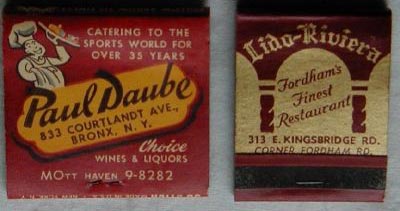 CATERING TO THE
SPORTS WORLD FOR
OVER 35 YEARS
Paul Daube
833 COURTLANDT AVE.,
BRONX, N.Y.
Choice
WINES & LIQUORS
MOTT HAVEN 9-8282
Lido-Riviera
Fordham's
Finest
Restaurant
313 E. KINGSBRIDGE RD.
CORNER FORDHAM RD.